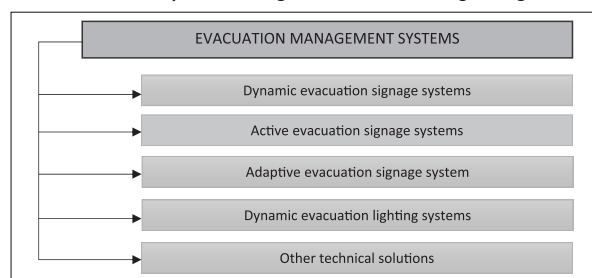 EVACUATION MANAGEMENT SYSTEMS
Dynamic evacuation signage systems
Active evacuation signage systems
Adaptive evacuation signage system
Dynamic evacuation lighting systems
Other technical solutions